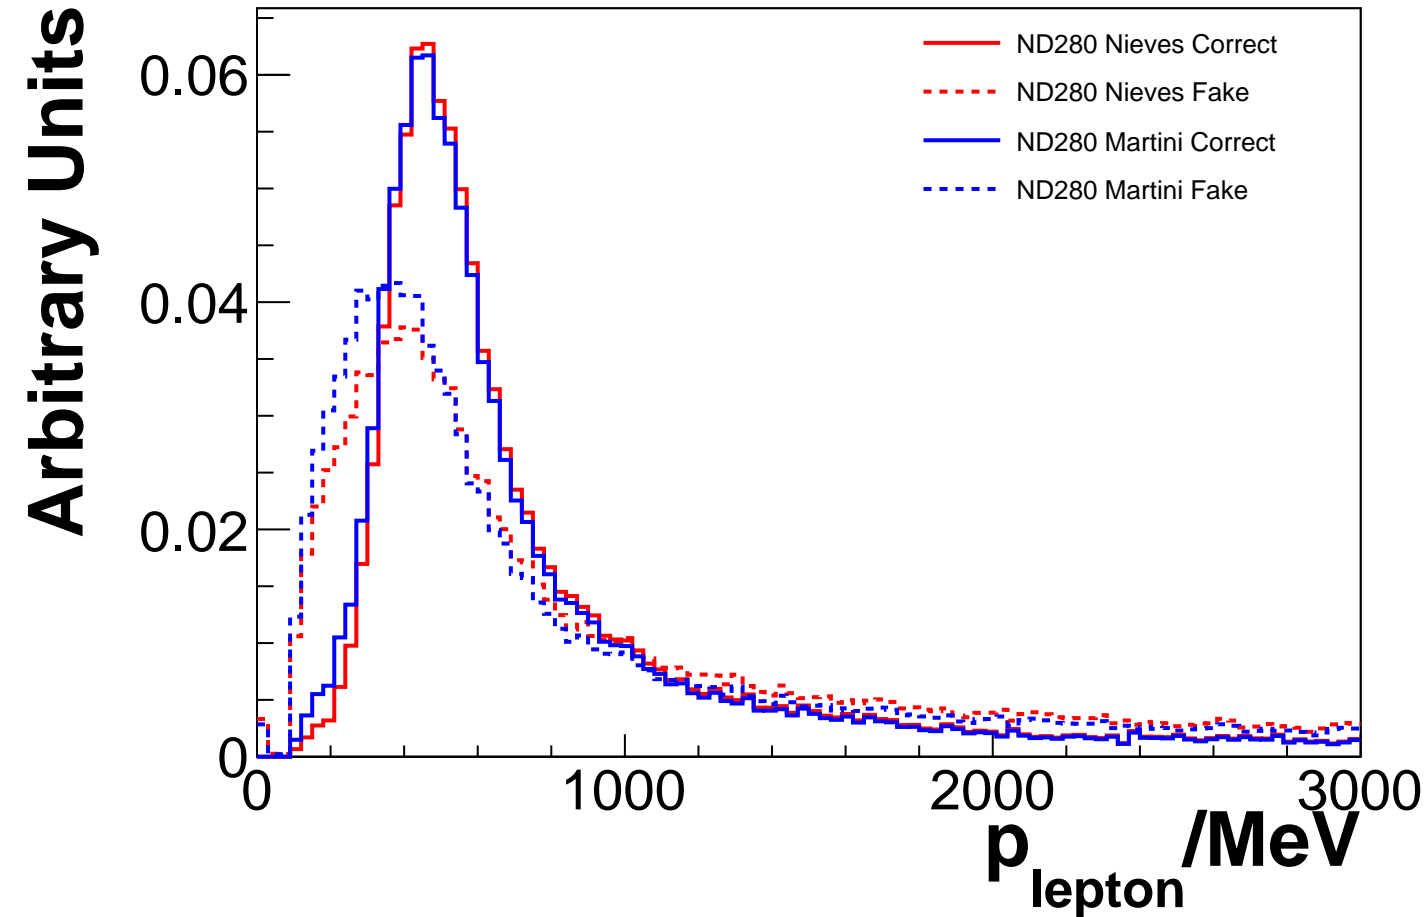 Arbitrary Units
0.06
0.04
0.02
0
0 1000 2000 3000
p lepton /MeV
ND280 Nieves Correct
ND280 Nieves Fake
ND280 Martini Correct
ND280 Martini Fake